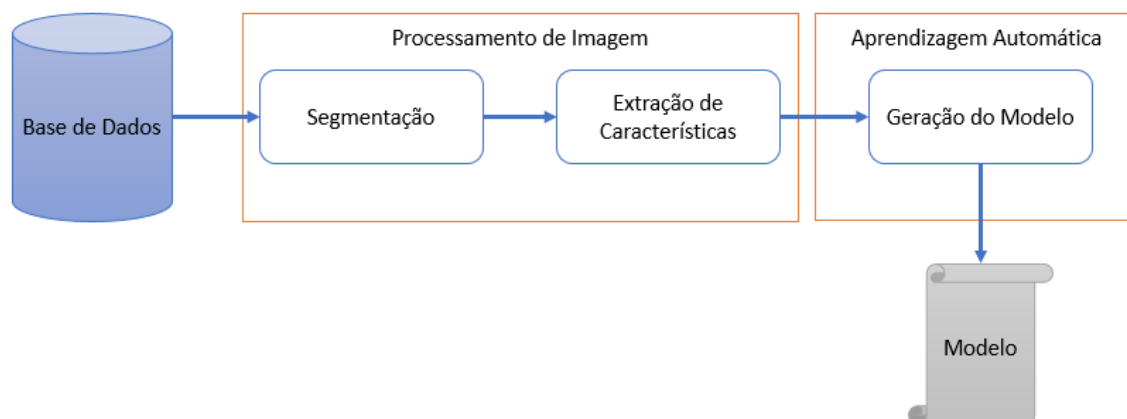 Processamento de Imagem
Aprendizagem Automática
Base de Dados
Segmentação
Extração de
Características
Geração do Modelo
Modelo